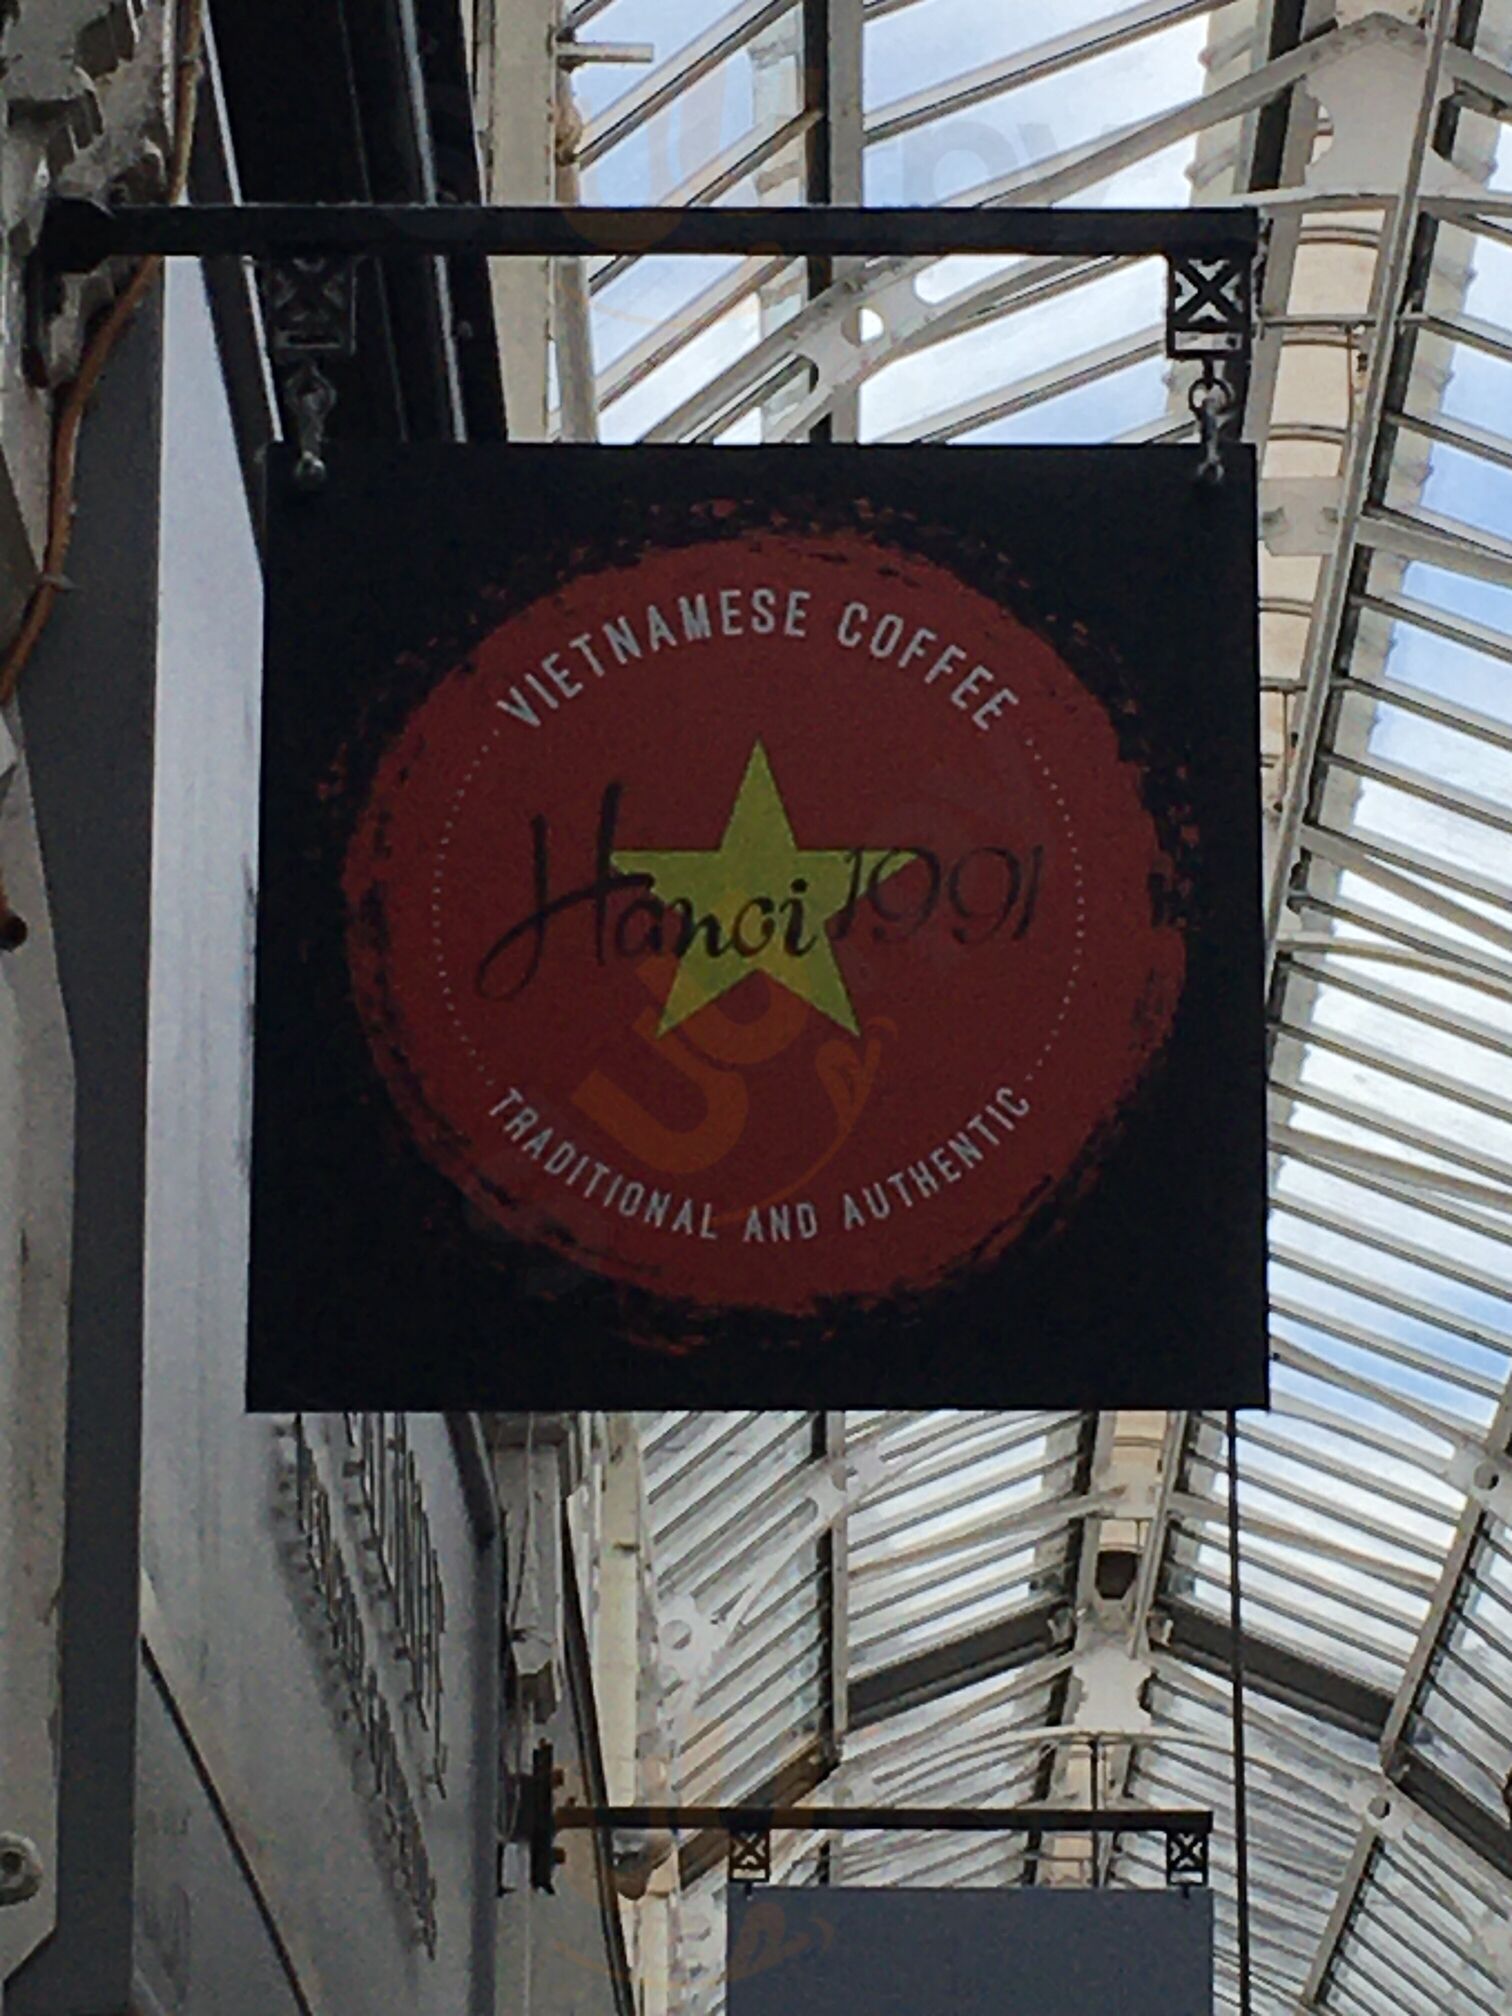 VIETNAMESE COFFEE
Hanoi 1991
TRADITIONAL AND AUTHENTIC